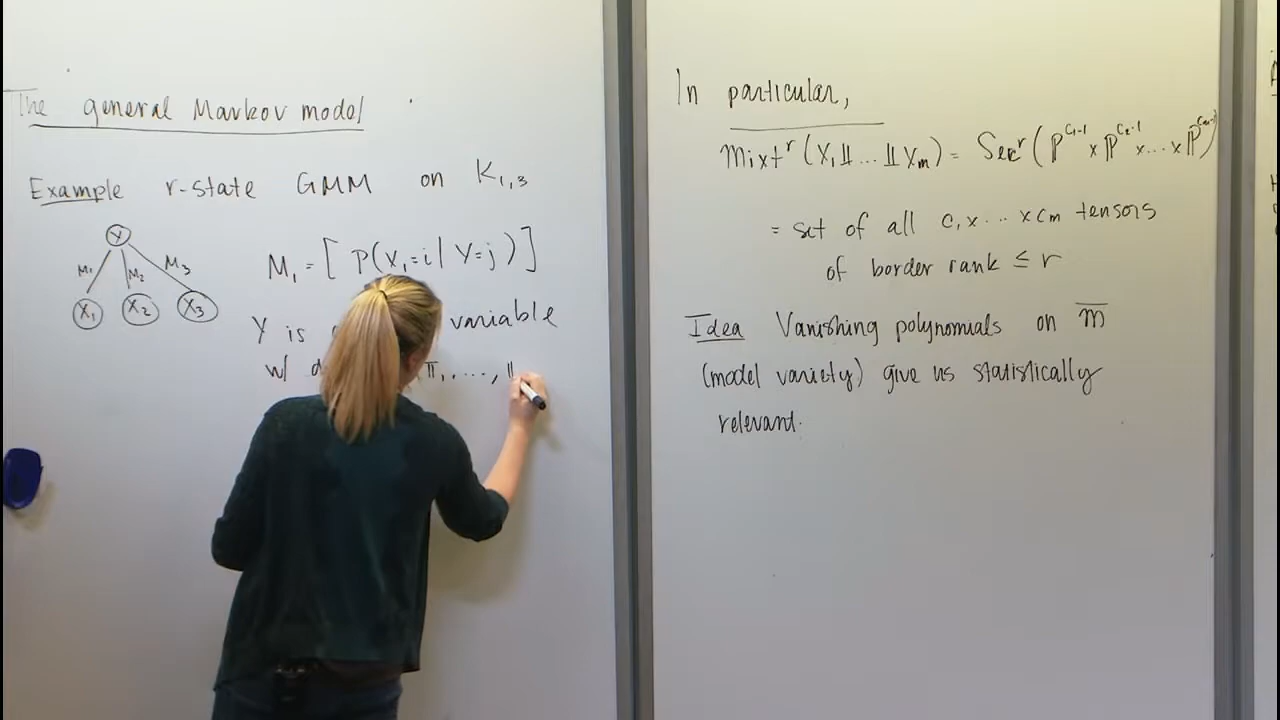 The general Markov model
Example r-state GMM on K1,3
Y
M1 M2 M3
X1 X2 X3
M1 = [ P(X1=i | Y=j) ]
Y is variable
w/ π1, ...,
In particular,
Mixt^r (X1 ⫫ ... ⫫ Xm) = Sec^r ( P^{c1-1} × P^{c2-1} × ... × P^{cm-1} )
= set of all c1 × ... × cm tensors
of border rank ≤ r
Idea Vanishing polynomials on M̅
(model variety) give us statistically
relevant.